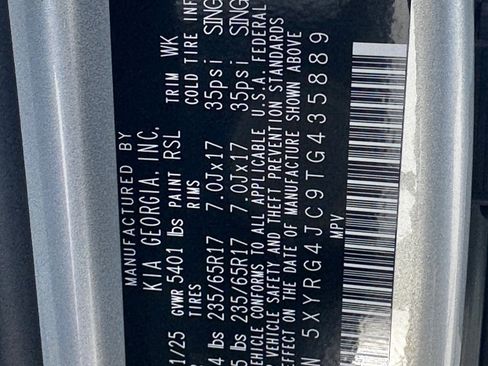 MANUFACTURED BY
KIA GEORGIA, INC.
1/25 GVWR 5401 lbs PAINT RSL TRIM WK
TIRES RIMS COLD TIRE INF
4 lbs 235/65R17 7.0Jx17 35psi SING
5 lbs 235/65R17 7.0Jx17 35psi SING
VEHICLE CONFORMS TO ALL APPLICABLE U.S.A. FEDERAL
VEHICLE SAFETY AND THEFT PREVENTION STANDARDS
EFFECT ON THE DATE OF MANUFACTURE SHOWN ABOVE
N 5XYRG4JC9TG435889
MPV